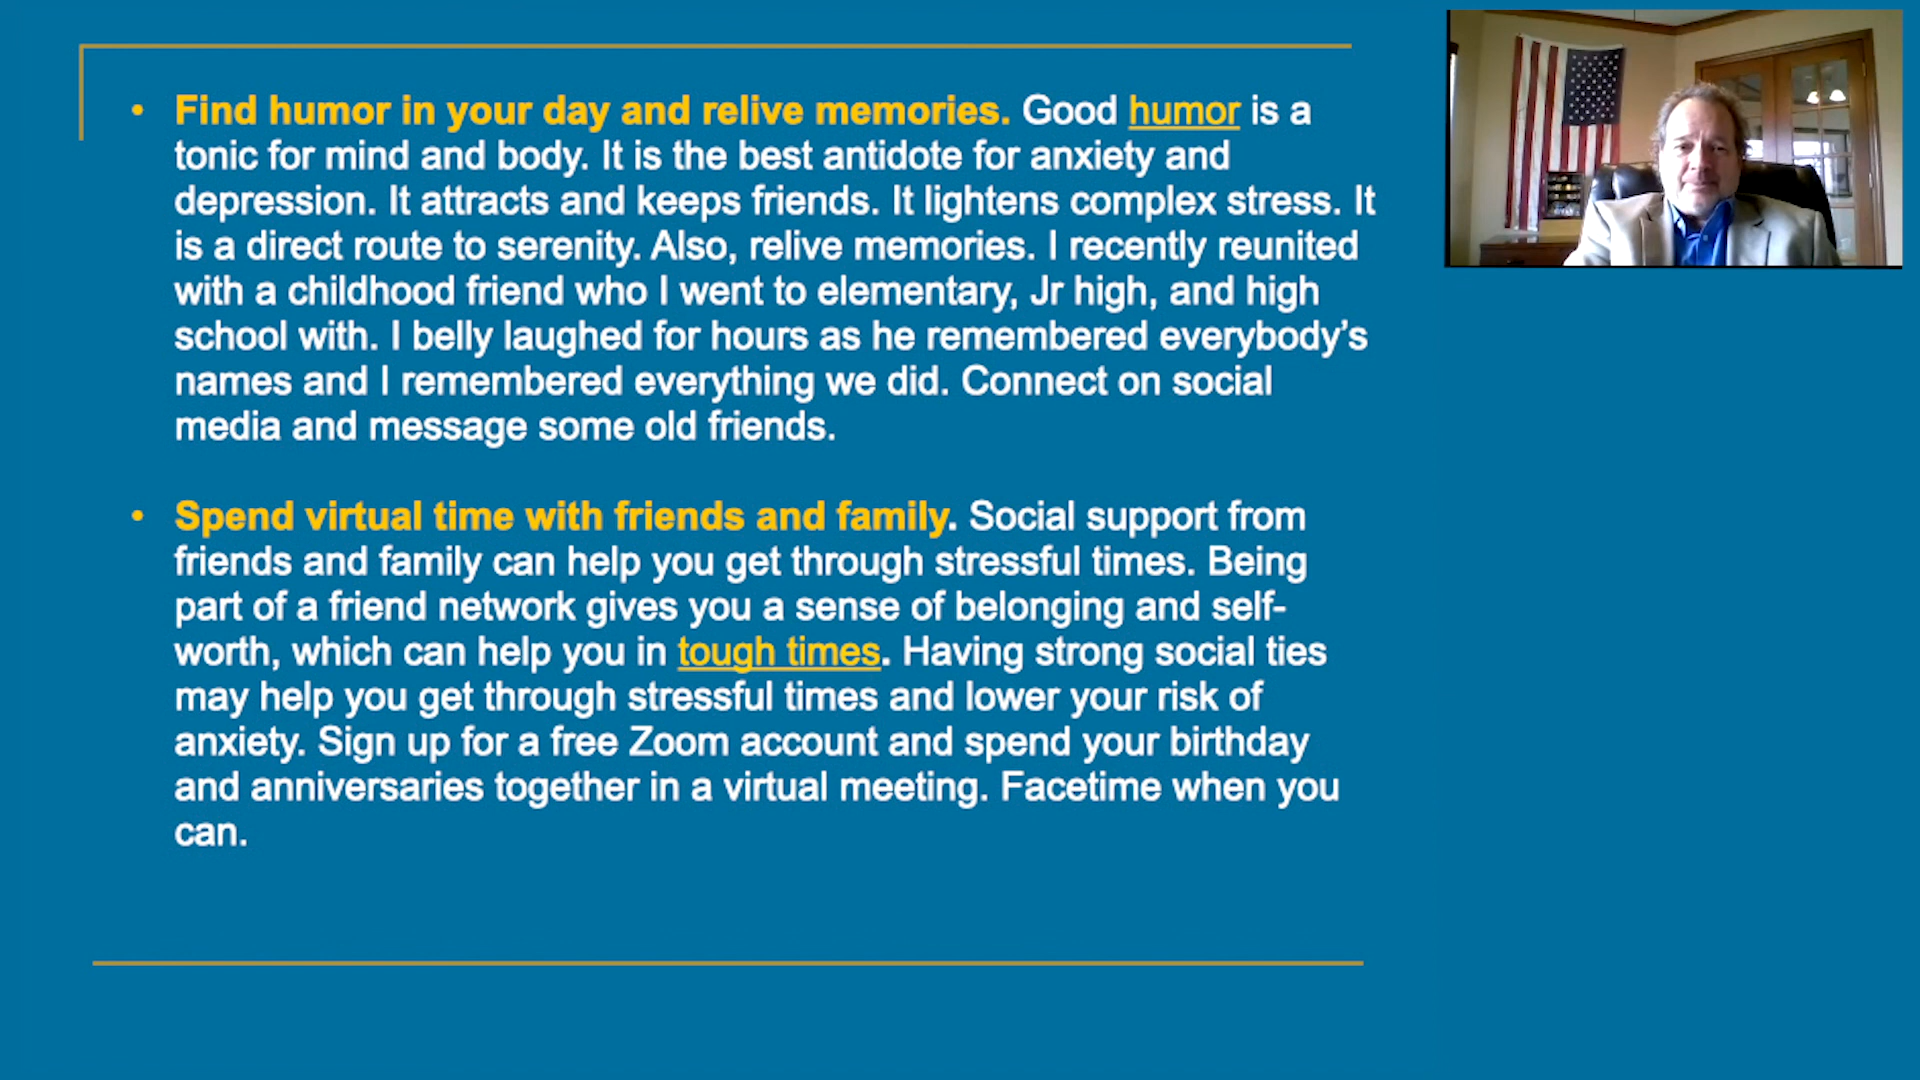 • Find humor in your day and relive memories. Good humor is a
tonic for mind and body. It is the best antidote for anxiety and
depression. It attracts and keeps friends. It lightens complex stress. It
is a direct route to serenity. Also, relive memories. I recently reunited
with a childhood friend who I went to elementary, Jr high, and high
school with. I belly laughed for hours as he remembered everybody’s
names and I remembered everything we did. Connect on social
media and message some old friends.
• Spend virtual time with friends and family. Social support from
friends and family can help you get through stressful times. Being
part of a friend network gives you a sense of belonging and self-
worth, which can help you in tough times. Having strong social ties
may help you get through stressful times and lower your risk of
anxiety. Sign up for a free Zoom account and spend your birthday
and anniversaries together in a virtual meeting. Facetime when you
can.